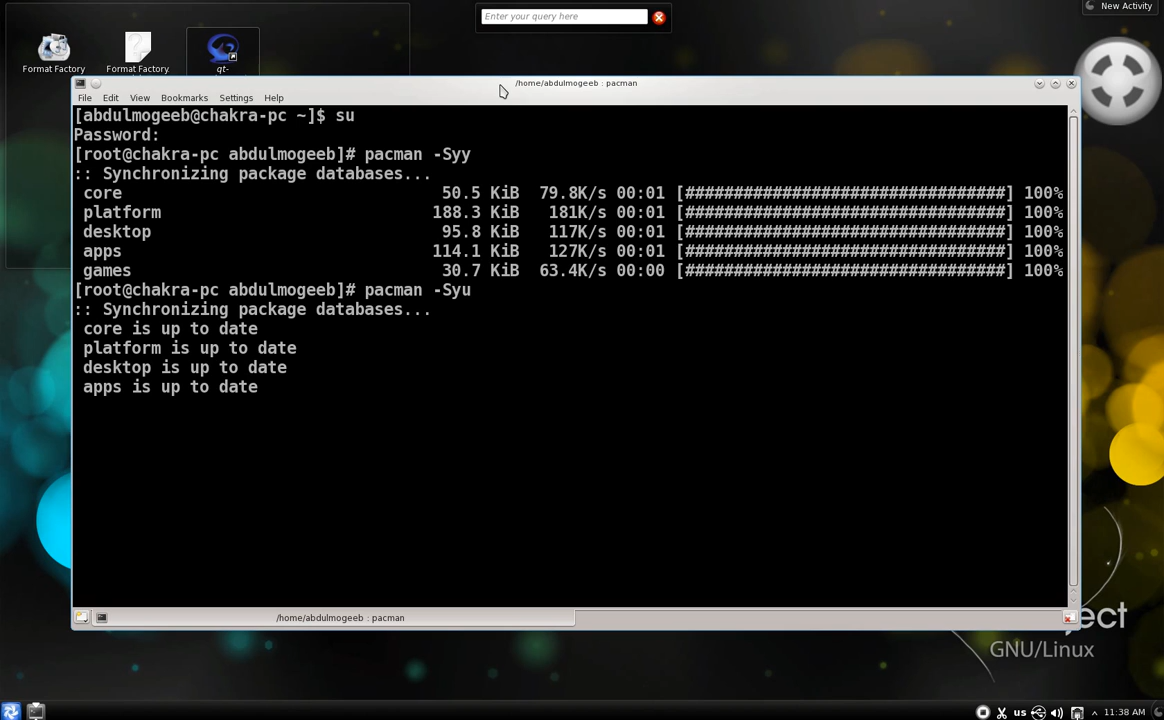 Enter your query here
New Activity
Format Factory
Format Factory
qt-
/home/abdulmogeeb : pacman
File Edit View Bookmarks Settings Help
[abdulmogeeb@chakra-pc ~]$ su
Password:
[root@chakra-pc abdulmogeeb]# pacman -Syy
:: Synchronizing package databases...
core 50.5 KiB 79.8K/s 00:01 [#################################] 100%
platform 188.3 KiB 181K/s 00:01 [#################################] 100%
desktop 95.8 KiB 117K/s 00:01 [#################################] 100%
apps 114.1 KiB 127K/s 00:01 [#################################] 100%
games 30.7 KiB 63.4K/s 00:00 [#################################] 100%
[root@chakra-pc abdulmogeeb]# pacman -Syu
:: Synchronizing package databases...
core is up to date
platform is up to date
desktop is up to date
apps is up to date
/home/abdulmogeeb : pacman
ject
GNU/Linux
us
11:38 AM